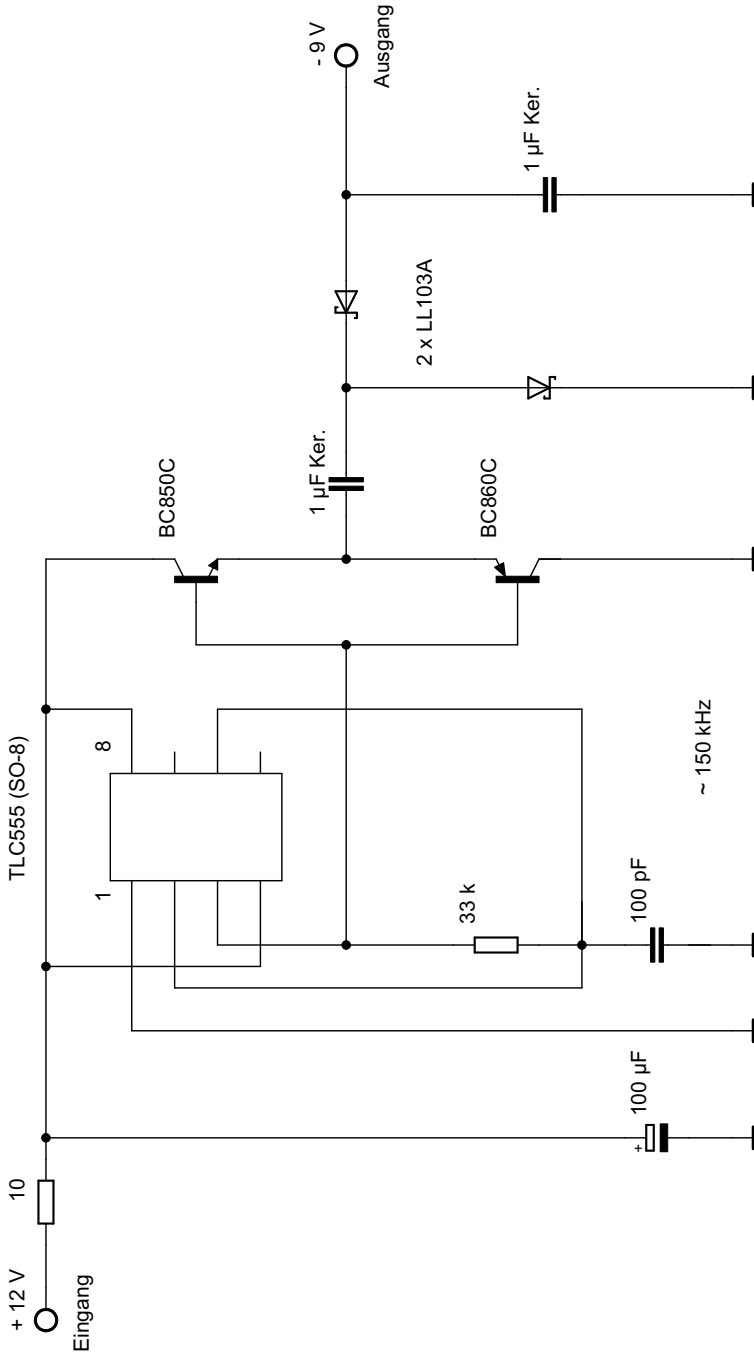 + 12 V
Eingang
10
100 µF
+
TLC555 (SO-8)
1
8
33 k
100 pF
~ 150 kHz
BC850C
BC860C
1 µF Ker.
2 x LL103A
1 µF Ker.
- 9 V
Ausgang